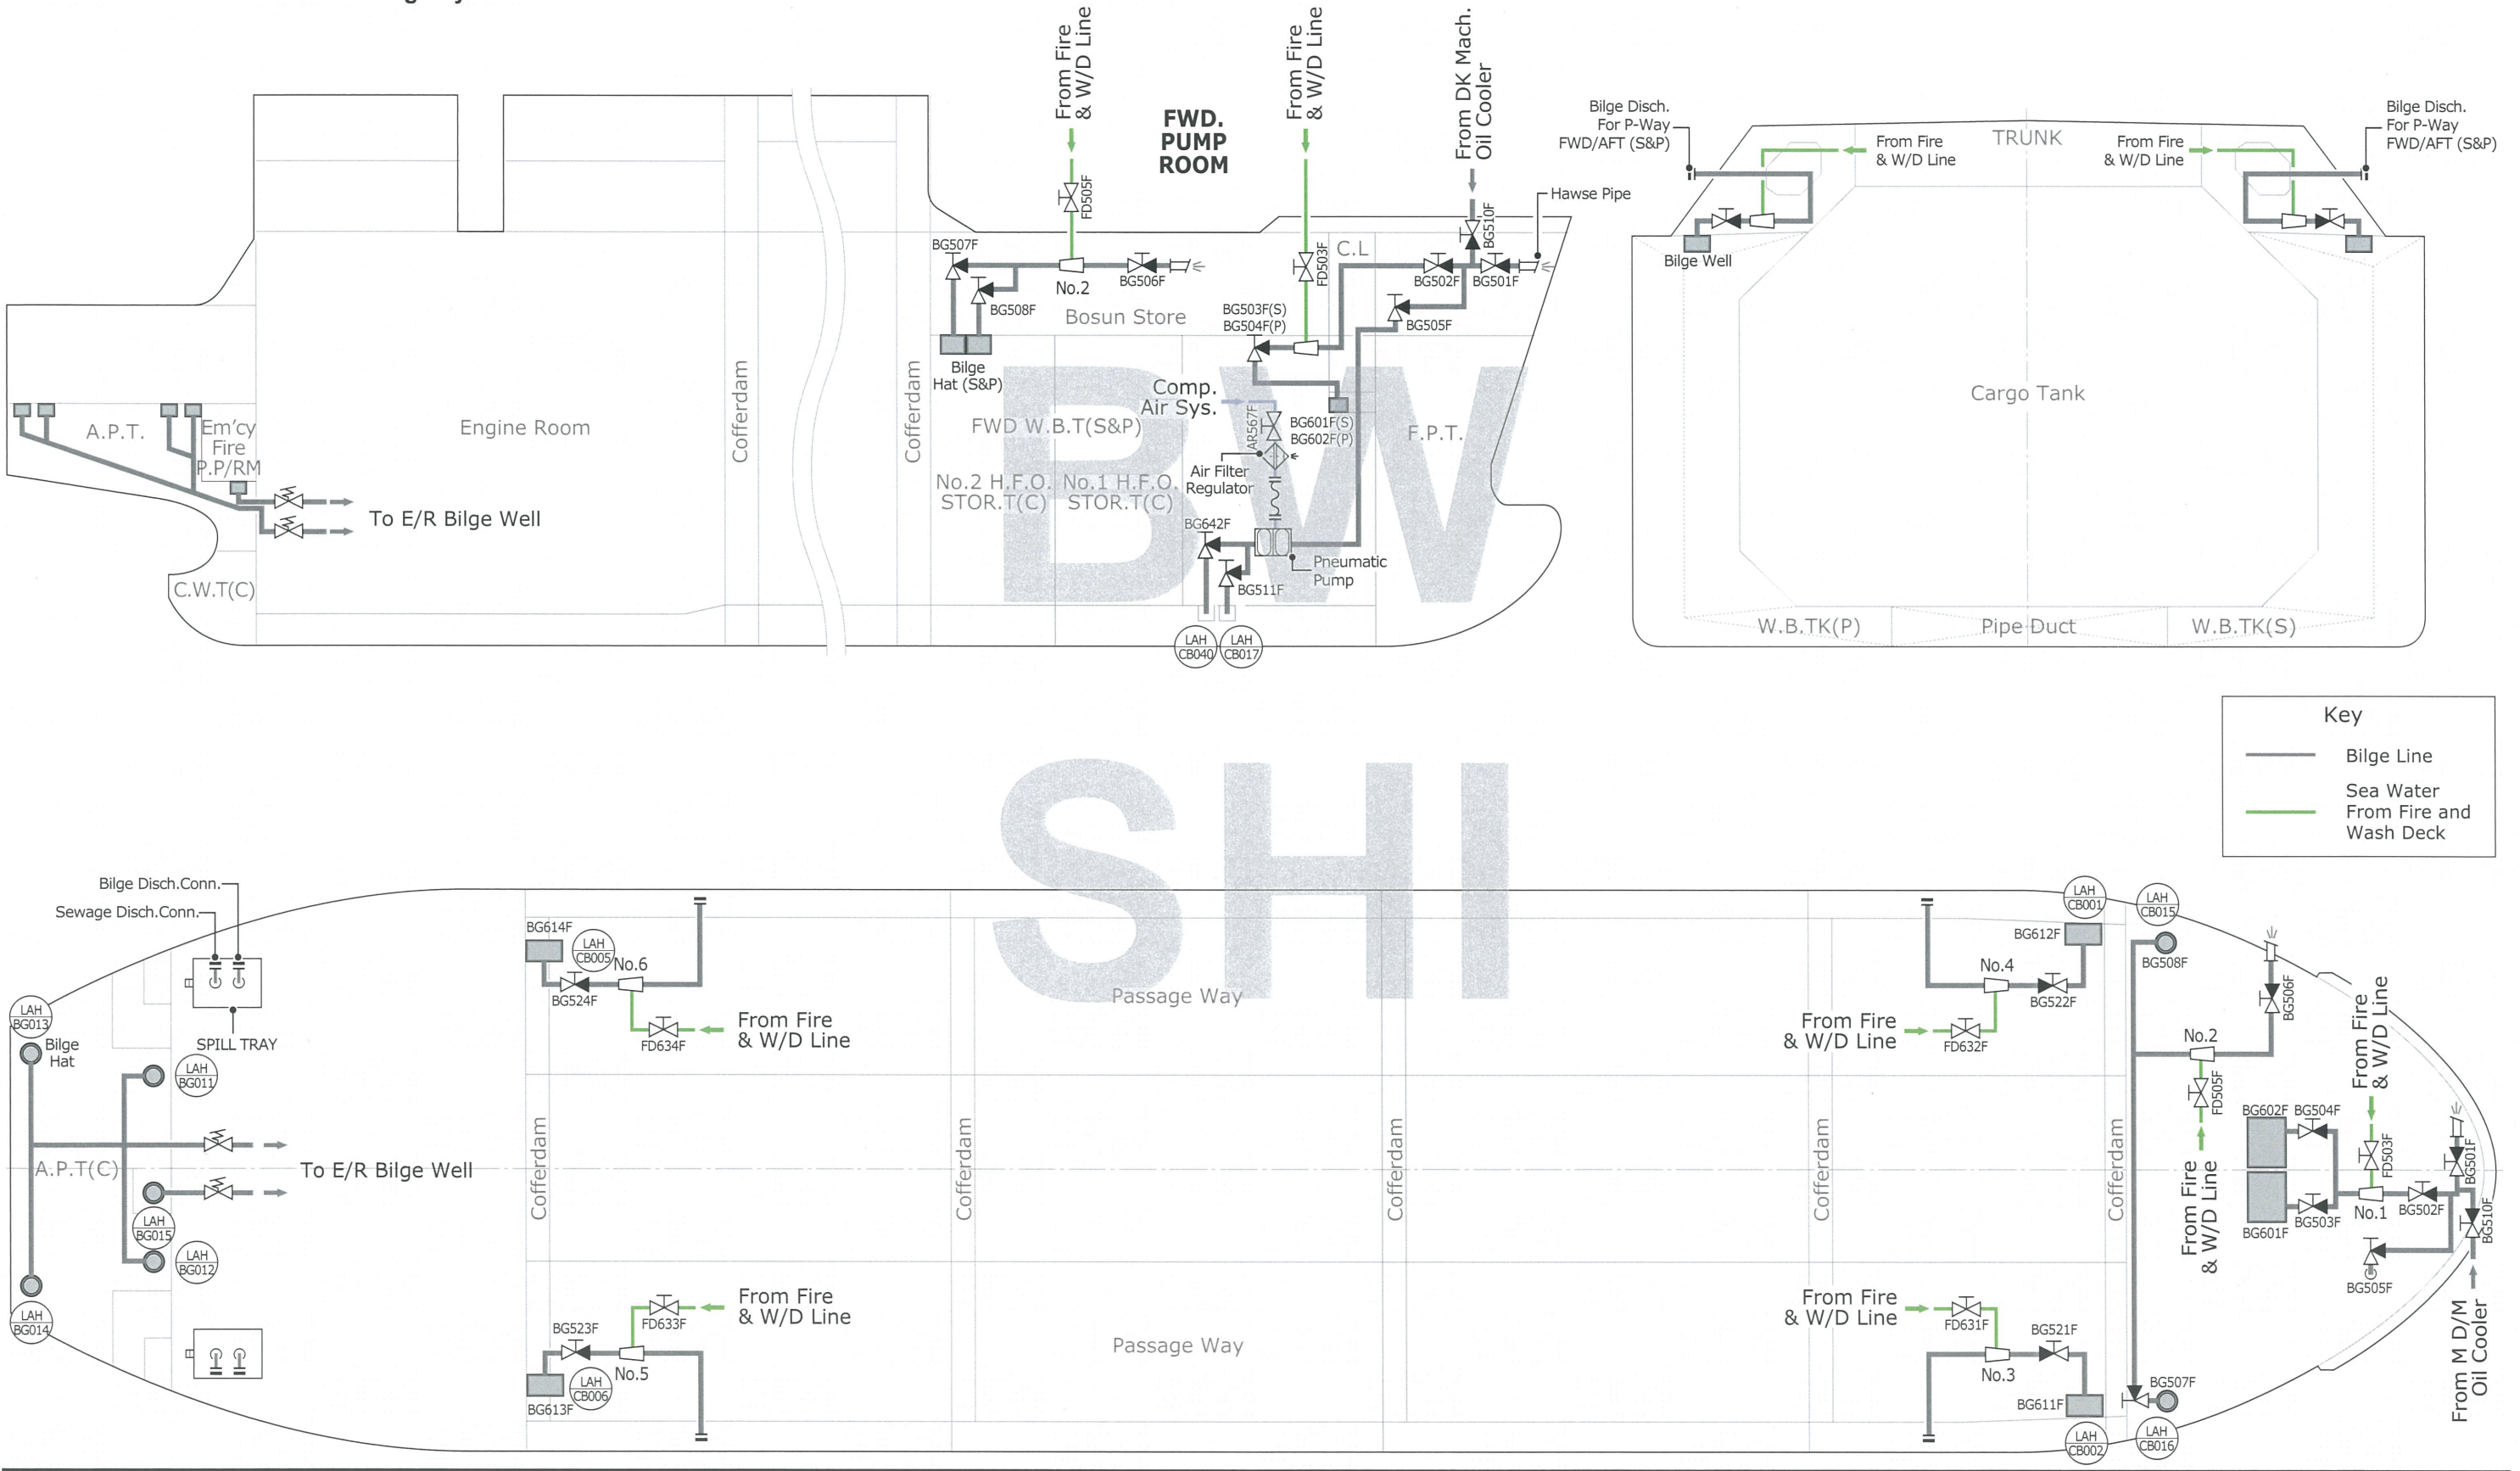 From Fire
& W/D Line
From Fire
& W/D Line
From DK Mach.
Oil Cooler
FWD.
PUMP
ROOM
FD505F
BG507F
BG508F
No.2
BG506F
Bosun Store
Bilge
Hat (S&P)
FD503F
C.L
BG510F
Hawse Pipe
BG502F
BG501F
BG505F
BG503F(S)
BG504F(P)
Comp.
Air Sys.
AR567F
BG601F(S)
BG602F(P)
Air Filter
Regulator
F.P.T.
FWD W.B.T(S&P)
No.2 H.F.O.
STOR.T(C)
No.1 H.F.O.
STOR.T(C)
BG642F
BG511F
Pneumatic
Pump
LAH
CB040
LAH
CB017
Cofferdam
Cofferdam
Engine Room
A.P.T.
Em'cy
Fire
P.P/RM
To E/R Bilge Well
C.W.T(C)
BW
Bilge Disch.
For P-Way
FWD/AFT (S&P)
From Fire
& W/D Line
TRUNK
From Fire
& W/D Line
Bilge Disch.
For P-Way
FWD/AFT (S&P)
Bilge Well
Cargo Tank
W.B.TK(P)
Pipe Duct
W.B.TK(S)
Key
Bilge Line
Sea Water
From Fire and
Wash Deck
SHI
Bilge Disch.Conn.
Sewage Disch.Conn.
SPILL TRAY
LAH
BG013
Bilge
Hat
LAH
BG011
A.P.T(C)
To E/R Bilge Well
LAH
BG015
LAH
BG012
LAH
BG014
BG614F
LAH
CB005
No.6
BG524F
FD634F
From Fire
& W/D Line
Cofferdam
Cofferdam
Cofferdam
Cofferdam
Cofferdam
Passage Way
From Fire
& W/D Line
FD633F
BG523F
No.5
LAH
CB006
BG613F
Passage Way
LAH
CB001
LAH
CB015
BG612F
No.4
BG522F
From Fire
& W/D Line
FD632F
BG508F
BG506F
No.2
FD505F
From Fire
& W/D Line
From Fire
& W/D Line
BG602F
BG504F
FD503F
BG501F
BG601F
BG503F
No.1
BG502F
BG510F
BG505F
From M D/M
Oil Cooler
From Fire
& W/D Line
FD631F
BG521F
No.3
BG611F
BG507F
LAH
CB002
LAH
CB016